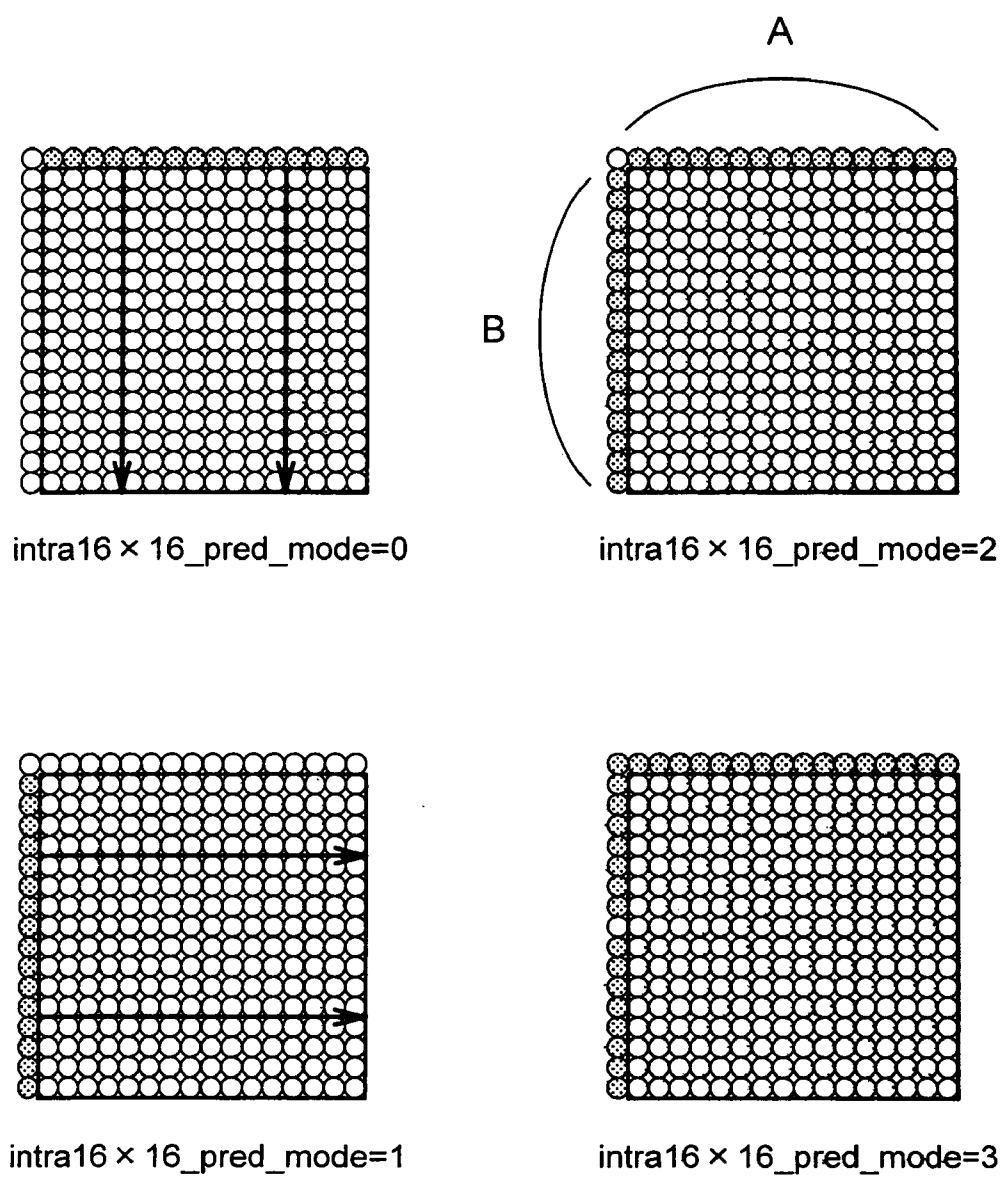 A
B
intra16 × 16_pred_mode=0
intra16 × 16_pred_mode=2
intra16 × 16_pred_mode=1
intra16 × 16_pred_mode=3